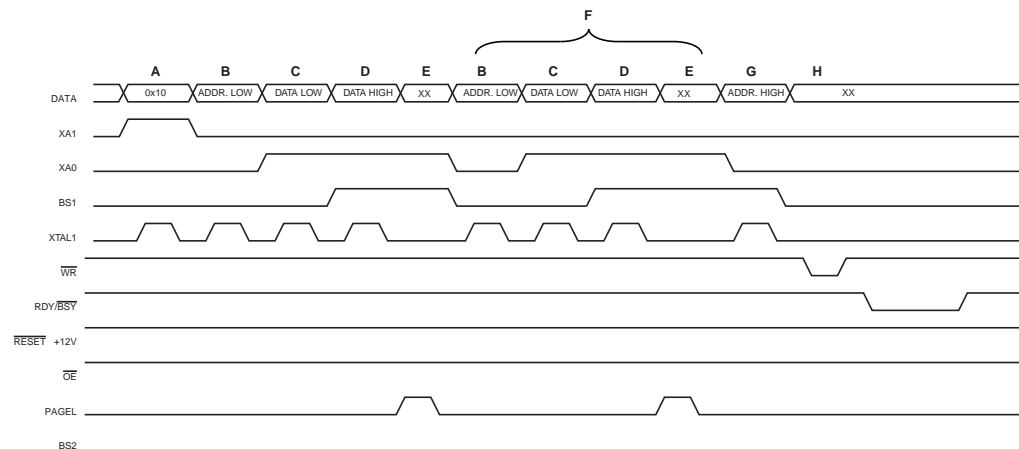 F
A B C D E B C D E G H
DATA 0x10 ADDR. LOW DATA LOW DATA HIGH XX ADDR. LOW DATA LOW DATA HIGH XX ADDR. HIGH XX
XA1
XA0
BS1
XTAL1
WR
RDY/BSY
RESET +12V
OE
PAGEL
BS2